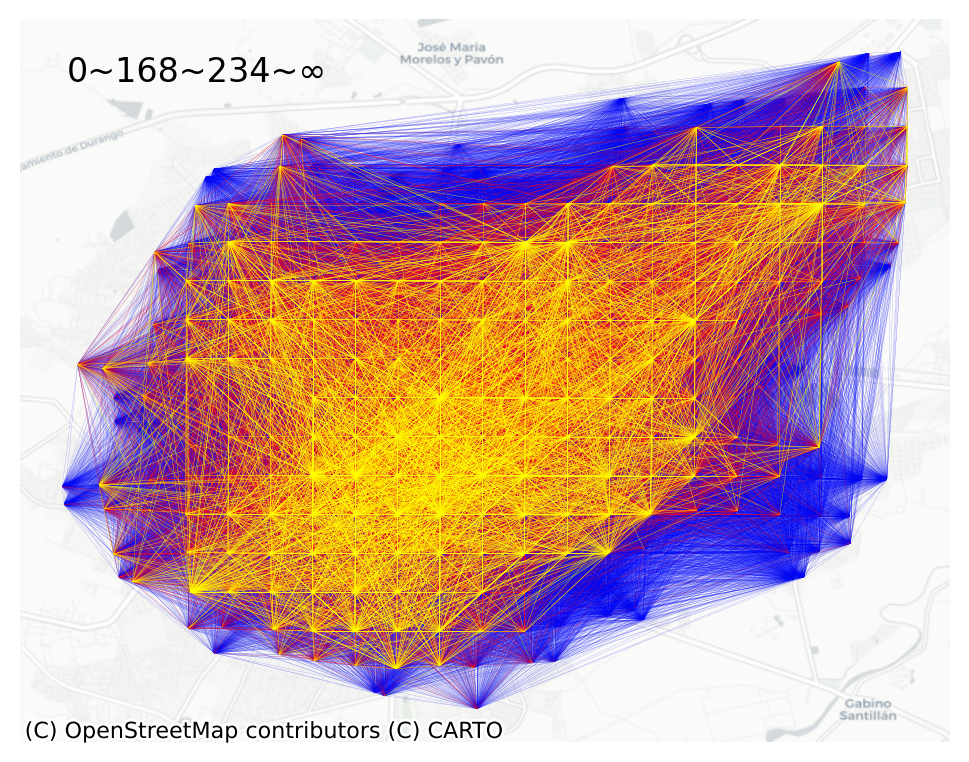 José María
Morelos y Pavón
0~168~234~∞
amiento de Durango
Gabino
Santillán
(C) OpenStreetMap contributors (C) CARTO